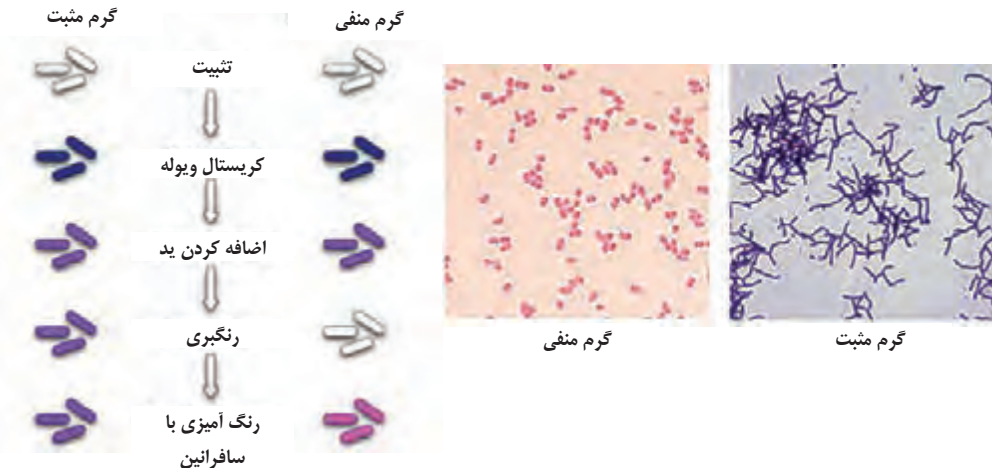 گرم مثبت
گرم منفی
تثبیت
کریستال ویوله
اضافه کردن ید
رنگبری
رنگ آمیزی با
سافرانین
گرم منفی
گرم مثبت